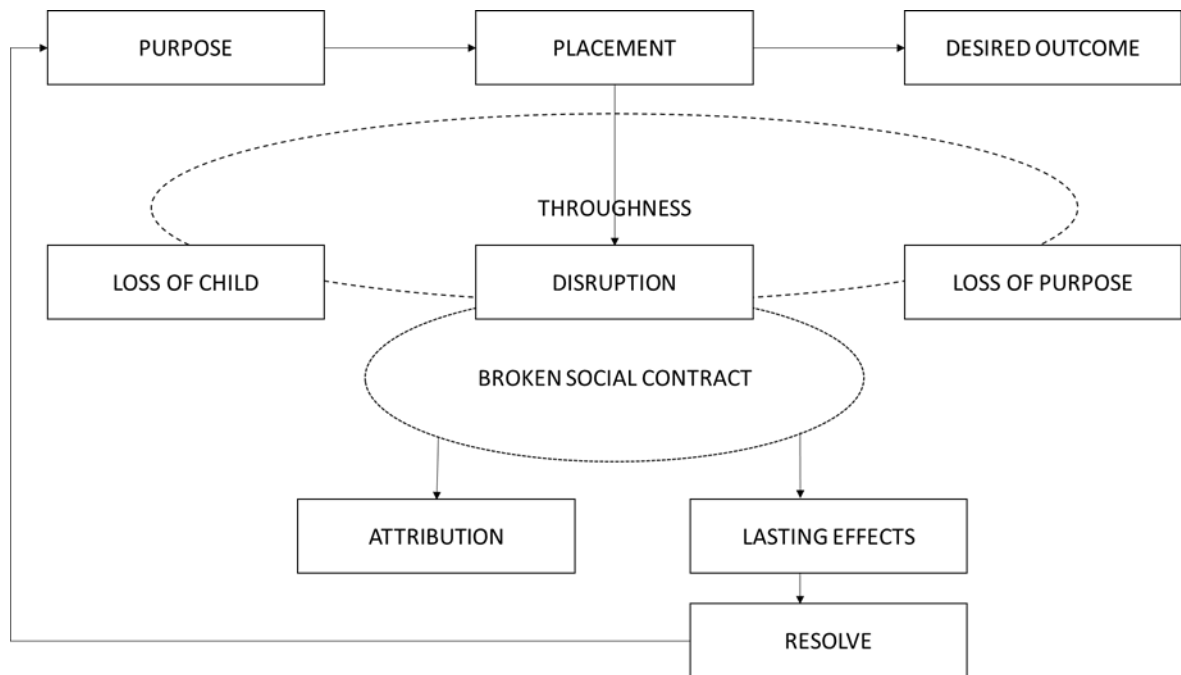 PURPOSE
PLACEMENT
DESIRED OUTCOME
THROUGHNESS
LOSS OF CHILD
DISRUPTION
LOSS OF PURPOSE
BROKEN SOCIAL CONTRACT
ATTRIBUTION
LASTING EFFECTS
RESOLVE